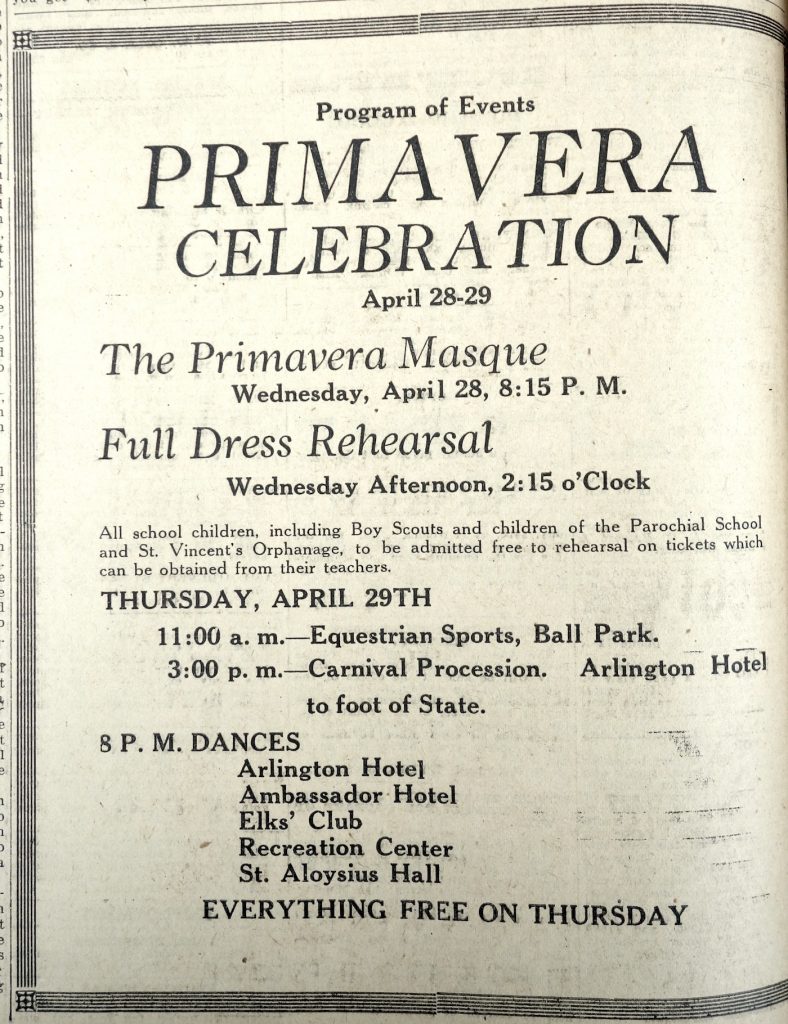 Program of Events
PRIMAVERA
CELEBRATION
April 28-29
The Primavera Masque
Wednesday, April 28, 8:15 P. M.
Full Dress Rehearsal
Wednesday Afternoon, 2:15 o'Clock
All school children, including Boy Scouts and children of the Parochial School
and St. Vincent's Orphanage, to be admitted free to rehearsal on tickets which
can be obtained from their teachers.
THURSDAY, APRIL 29TH
11:00 a. m.—Equestrian Sports, Ball Park.
3:00 p. m.—Carnival Procession. Arlington Hotel
to foot of State.
8 P. M. DANCES
Arlington Hotel
Ambassador Hotel
Elks' Club
Recreation Center
St. Aloysius Hall
EVERYTHING FREE ON THURSDAY